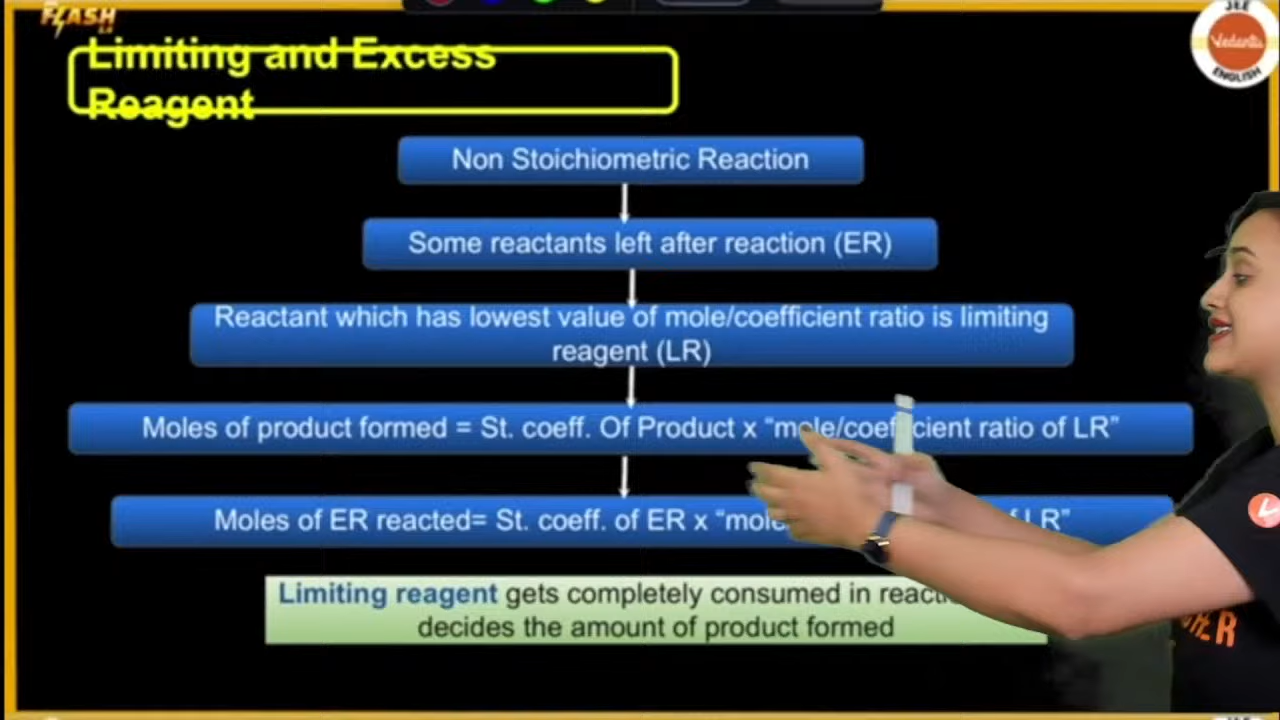 FLASH
JEE
Vedantu
ENGLISH
Limiting and Excess
Reagent
Non Stoichiometric Reaction
Some reactants left after reaction (ER)
Reactant which has lowest value of mole/coefficient ratio is limiting
reagent (LR)
Moles of product formed = St. coeff. Of Product x “mole/coefficient ratio of LR”
Moles of ER reacted= St. coeff. of ER x “mole LR”
Limiting reagent gets completely consumed in
decides the amount of product formed